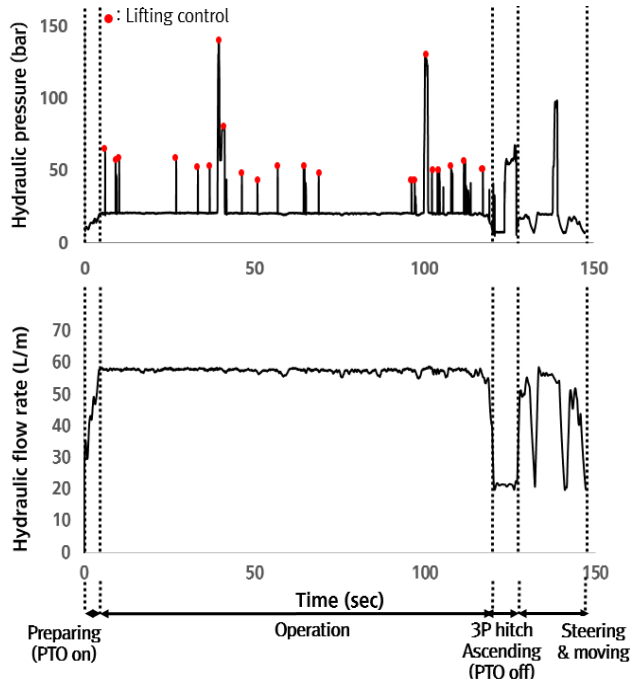 : Lifting control
Hydraulic pressure (bar)
150
100
50
0
0
50
100
150
Hydraulic flow rate (L/m)
70
60
50
40
30
20
10
0
0
50
100
150
Time (sec)
Preparing
(PTO on)
Operation
3P hitch
Ascending
(PTO off)
Steering
& moving